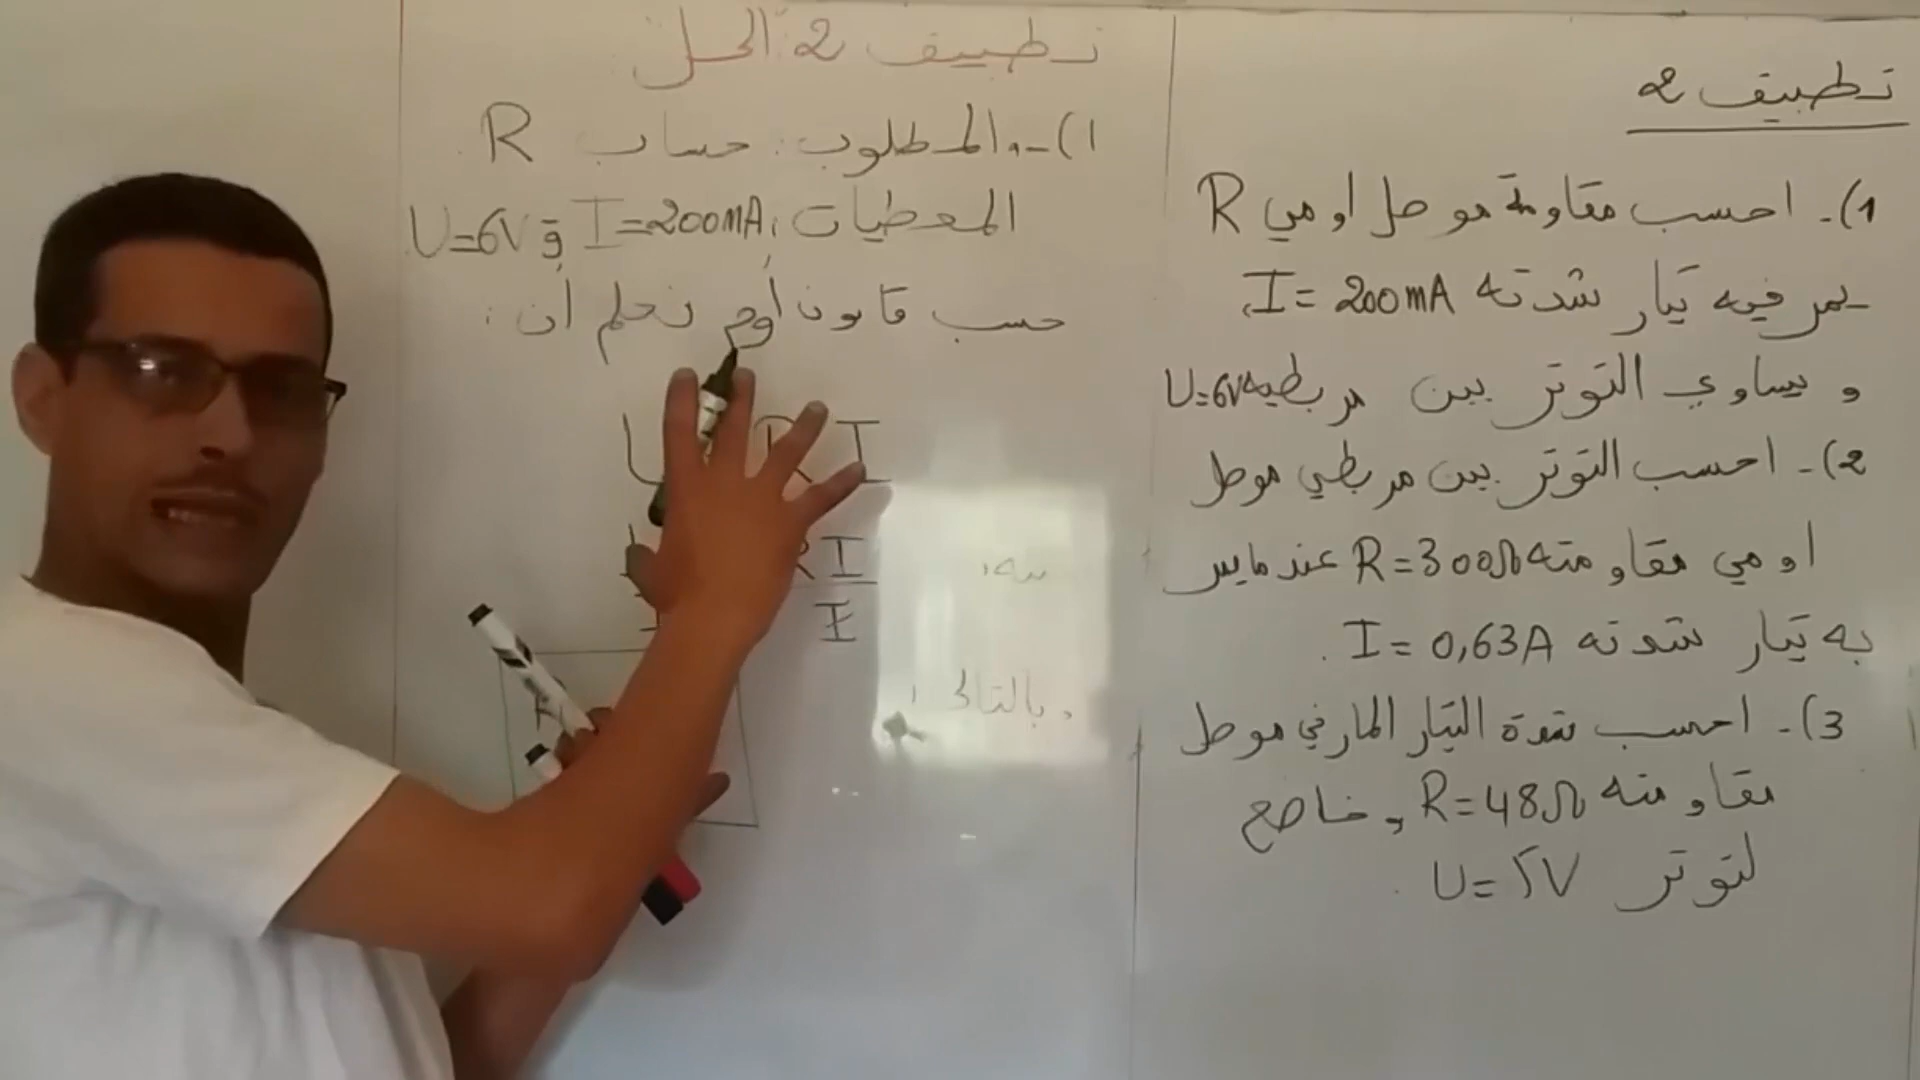 تطبيق 2
1)- احسب مقاومة موصل اومي R
يمر فيه تيار شدته I = 200mA،
و يساوي التوتر بين مربطيه U=6V
2)- احسب التوتر بين مربطي موصل
اومي مقاومته R=300Ω عندما يمر
به تيار شدته I = 0,63A .
3)- احسب شدة التيار المار في موصل
مقاومته R=48Ω و خاضع
لتوتر U= 5V .
تطبيق 2: الحل
1)-. المطلوب: حساب R
المعطيات: I=200mA و U=6V
حسب قانون أوم نعلم أن :
U R I
R I
I
بالتالي :